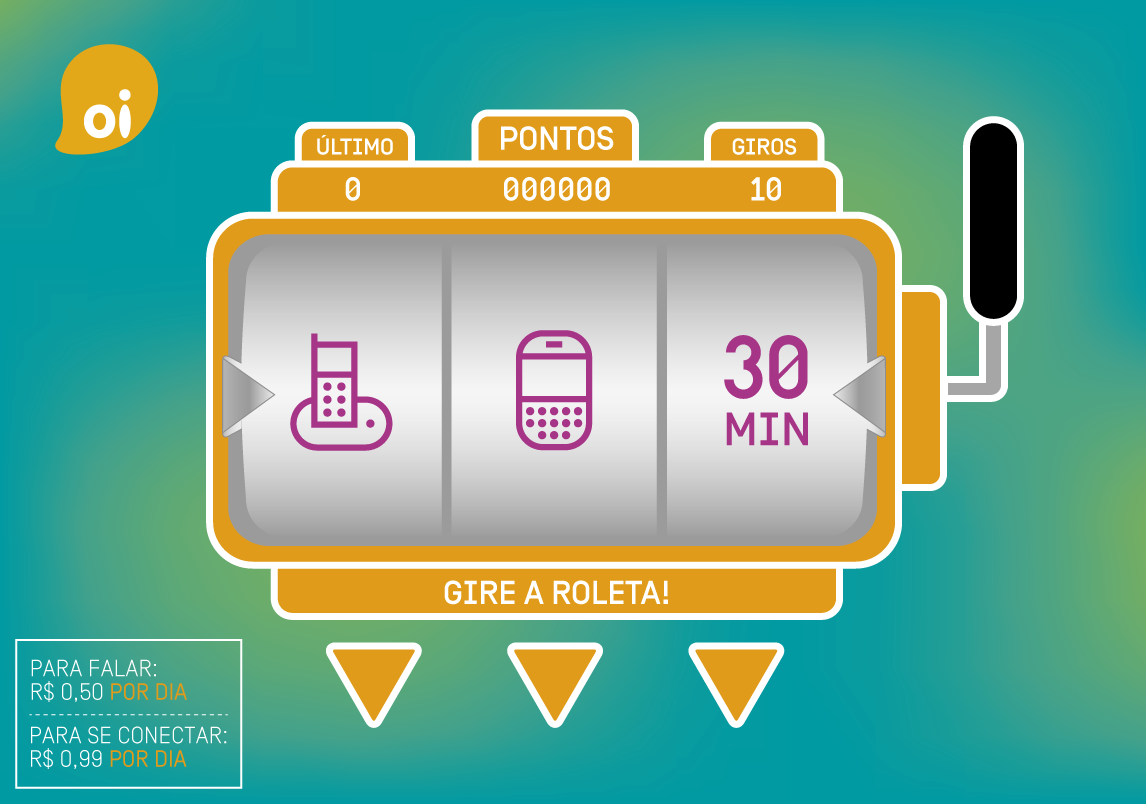 oi
ÚLTIMO
PONTOS
GIROS
0
000000
10
30
MIN
GIRE A ROLETA!
PARA FALAR:
R$ 0,50 POR DIA
PARA SE CONECTAR:
R$ 0,99 POR DIA